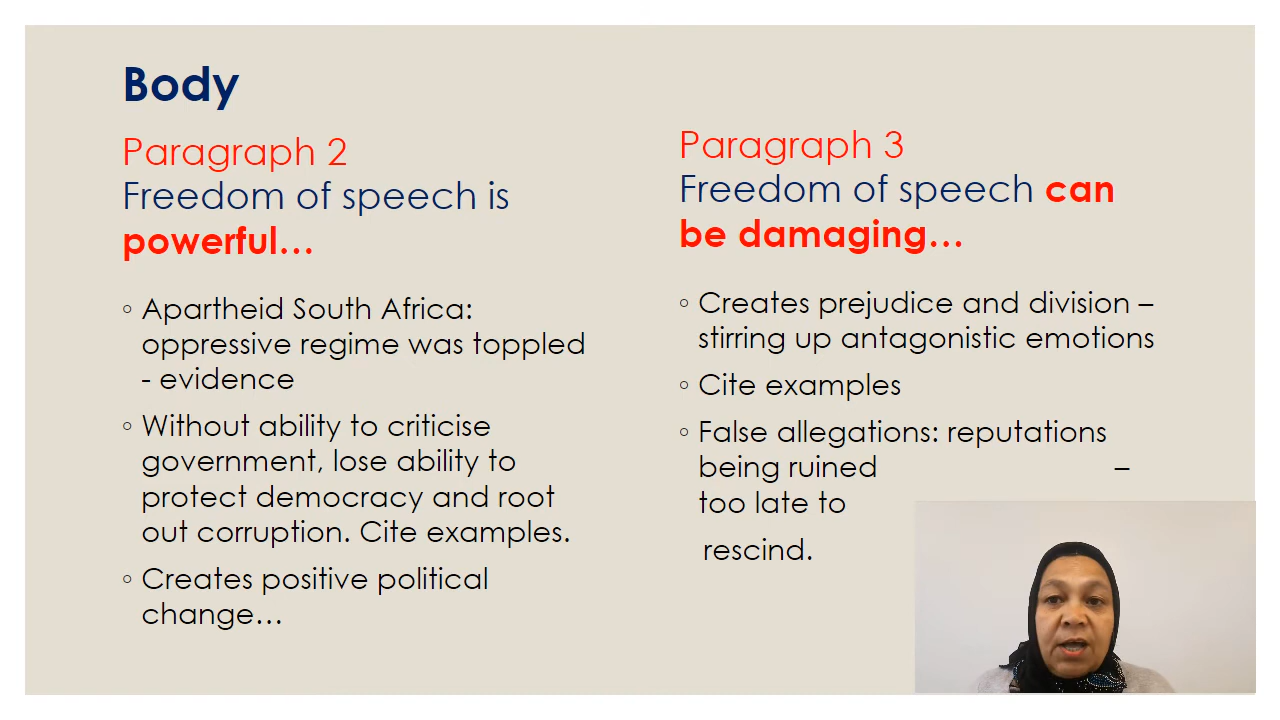 Body
Paragraph 2
Freedom of speech is
powerful…
◦ Apartheid South Africa:
oppressive regime was toppled
- evidence
◦ Without ability to criticise
government, lose ability to
protect democracy and root
out corruption. Cite examples.
◦ Creates positive political
change…
Paragraph 3
Freedom of speech can
be damaging…
◦ Creates prejudice and division –
stirring up antagonistic emotions
◦ Cite examples
◦ False allegations: reputations
being ruined –
too late to
rescind.